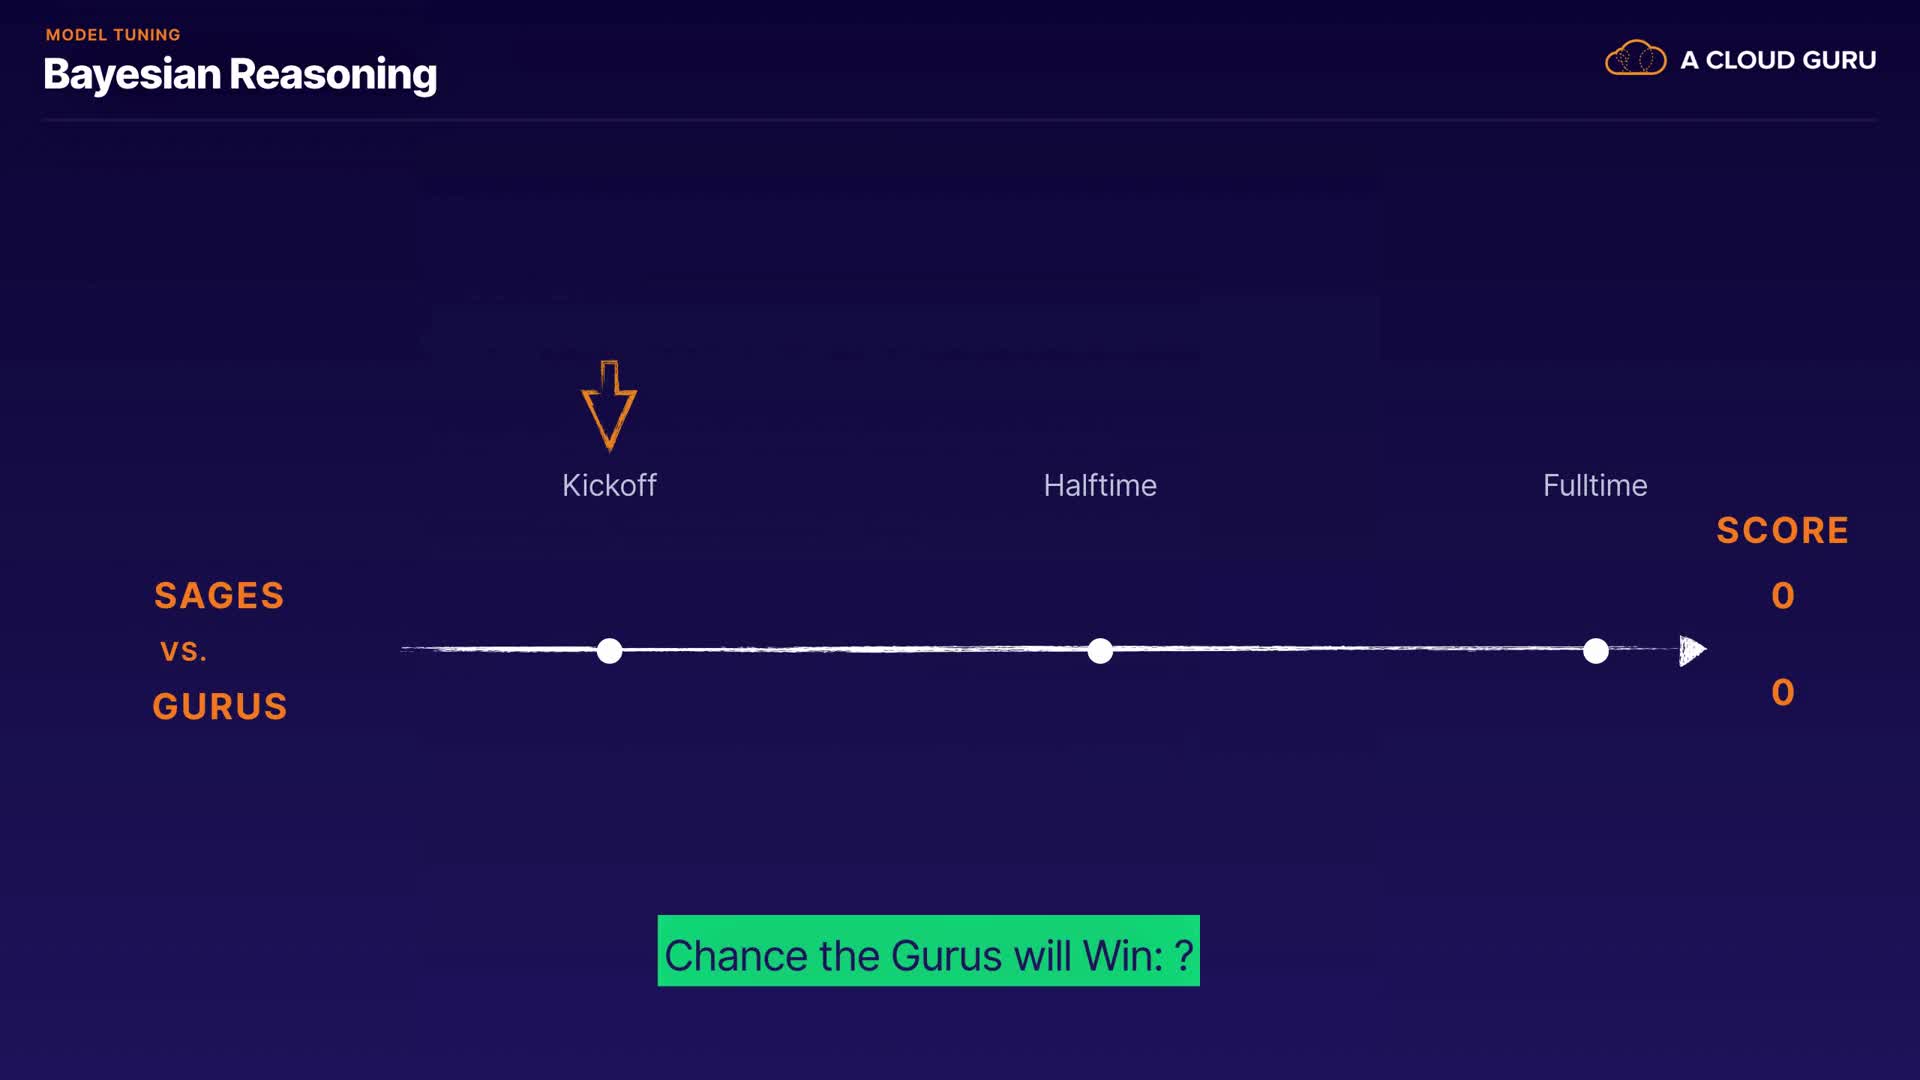 MODEL TUNING
Bayesian Reasoning
A CLOUD GURU
Kickoff
Halftime
Fulltime
SCORE
SAGES
0
VS.
GURUS
0
Chance the Gurus will Win: ?